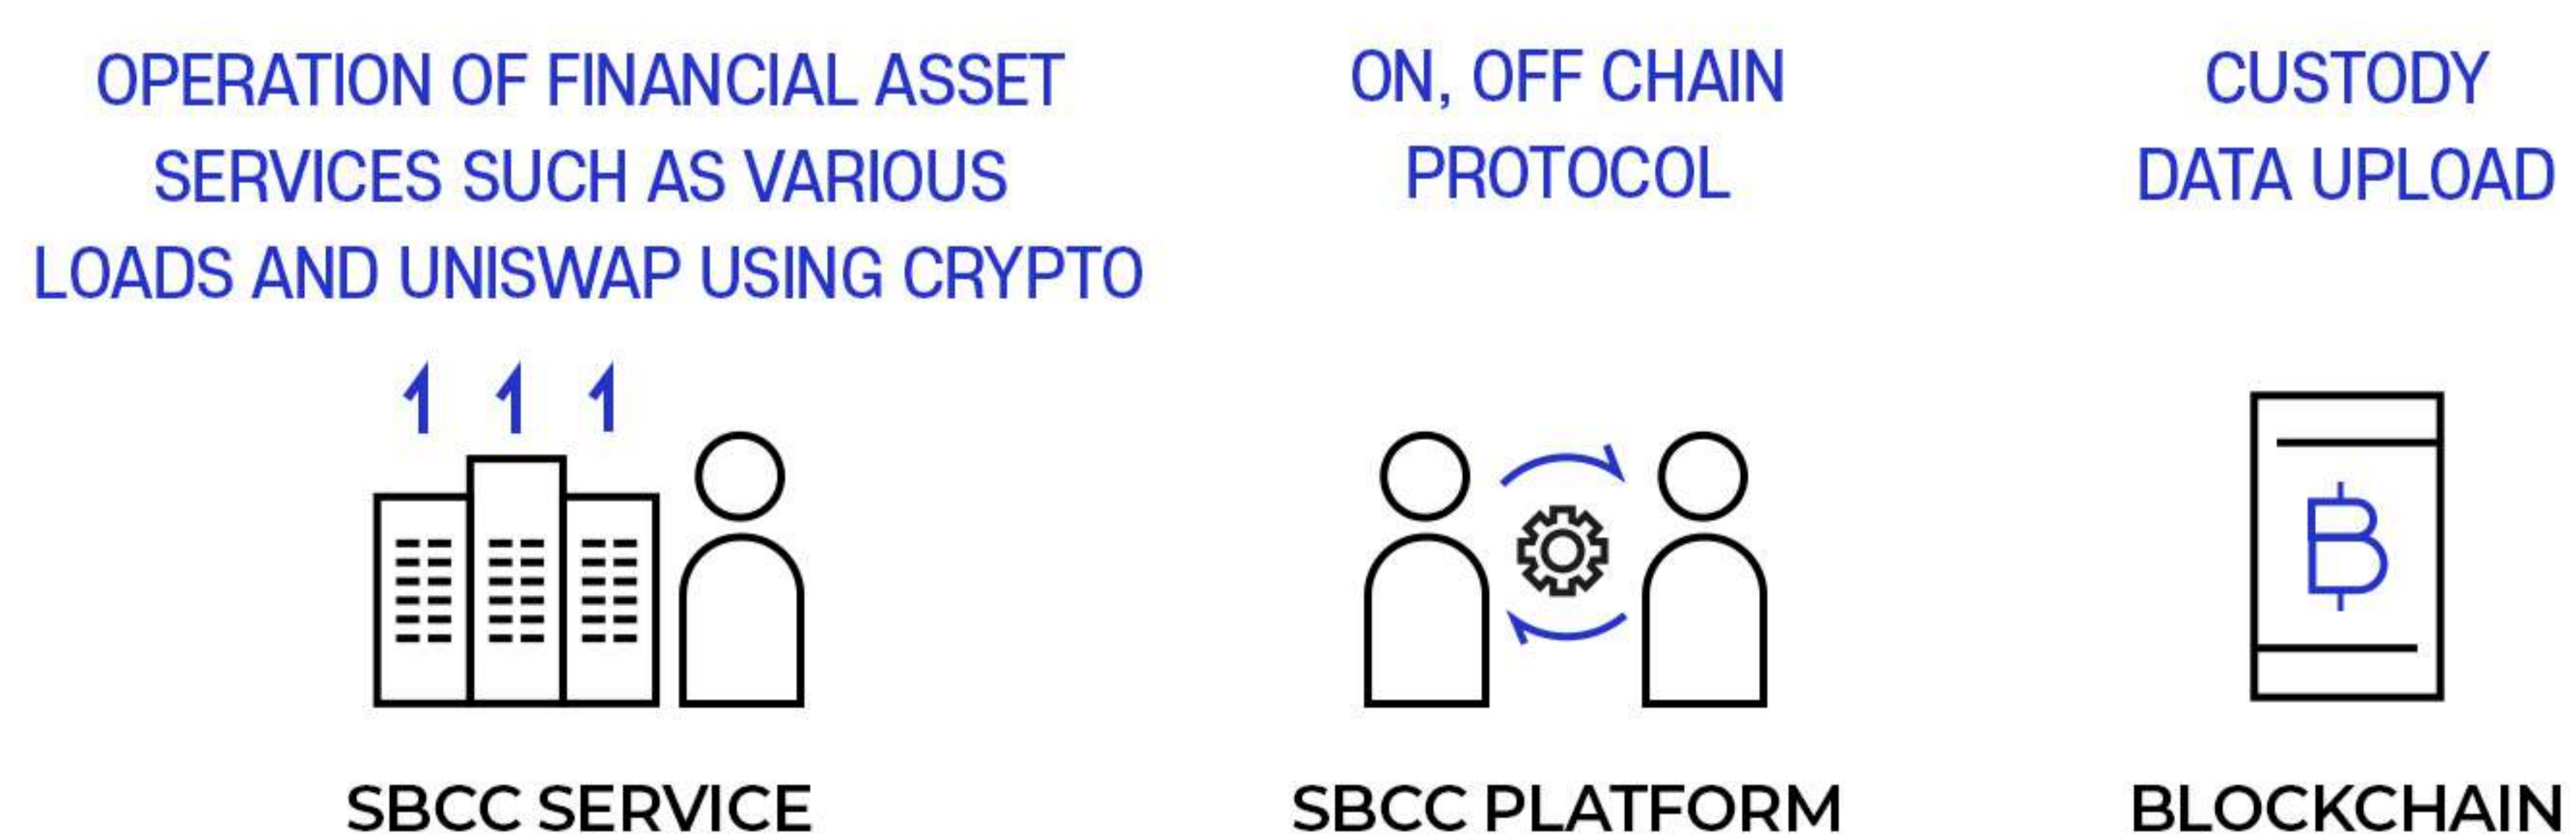 OPERATION OF FINANCIAL ASSET
SERVICES SUCH AS VARIOUS
LOADS AND UNISWAP USING CRYPTO
SBCC SERVICE
ON, OFF CHAIN
PROTOCOL
SBCC PLATFORM
CUSTODY
DATA UPLOAD
BLOCKCHAIN